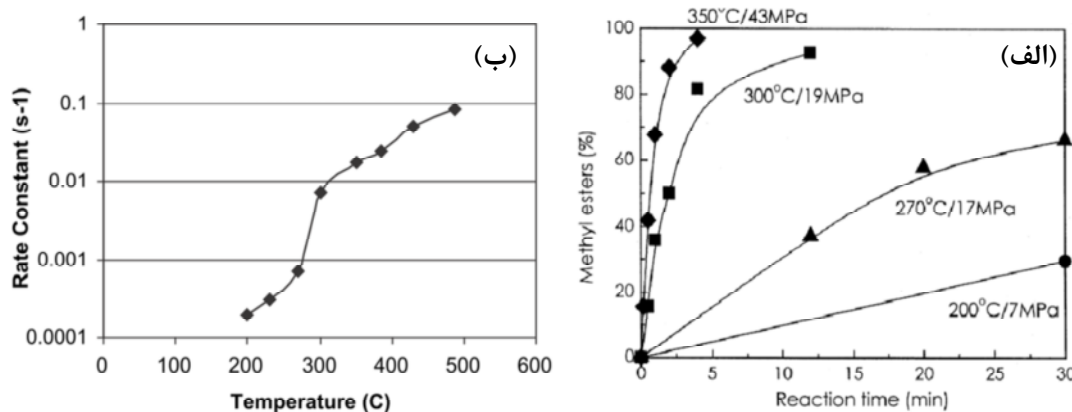 (ب)
Rate Constant (s-1)
1
0.1
0.01
0.001
0.0001
0 100 200 300 400 500 600
Temperature (C)
(الف)
350°C/43MPa
300°C/19MPa
270°C/17MPa
200°C/7MPa
Methyl esters (%)
100
80
60
40
20
0
0 5 10 15 20 25 30
Reaction time (min)